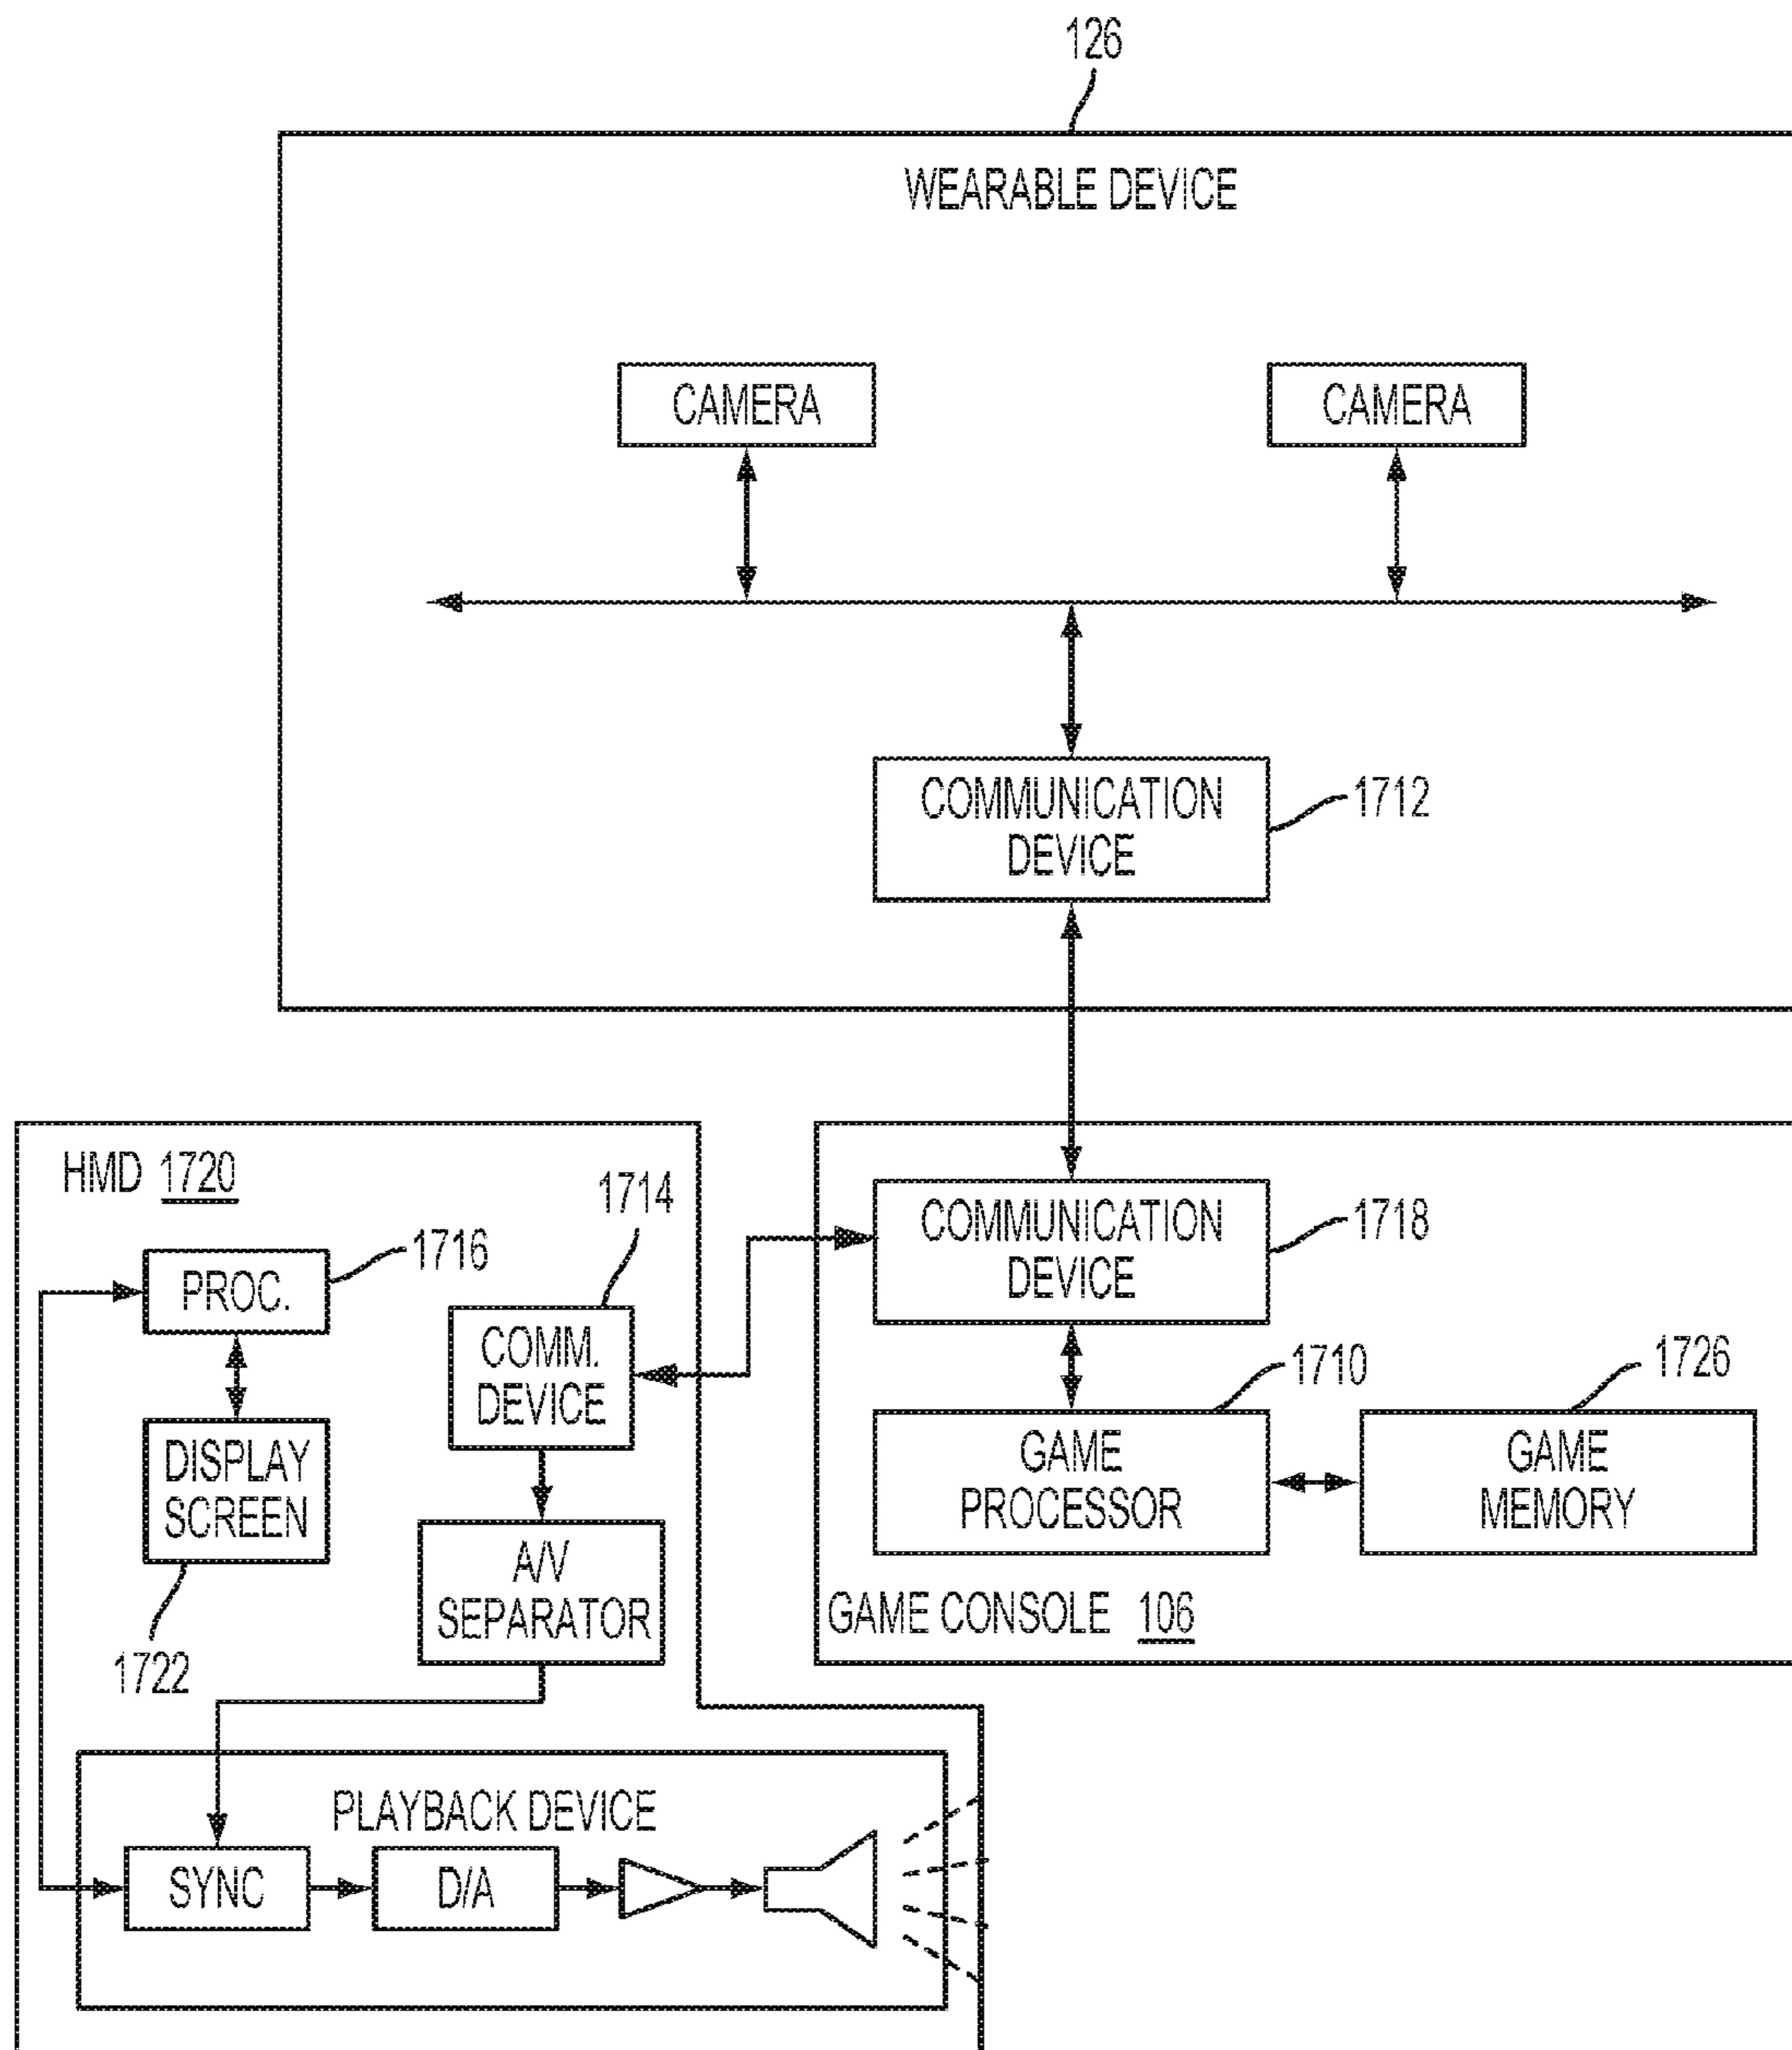 126
WEARABLE DEVICE
CAMERA
CAMERA
COMMUNICATION
DEVICE
1712
HMD 1720
1714
1716
PROC.
COMM.
DEVICE
DISPLAY
SCREEN
1722
A/V
SEPARATOR
COMMUNICATION
DEVICE
1718
1710
1726
GAME
PROCESSOR
GAME
MEMORY
GAME CONSOLE 106
PLAYBACK DEVICE
SYNC
D/A